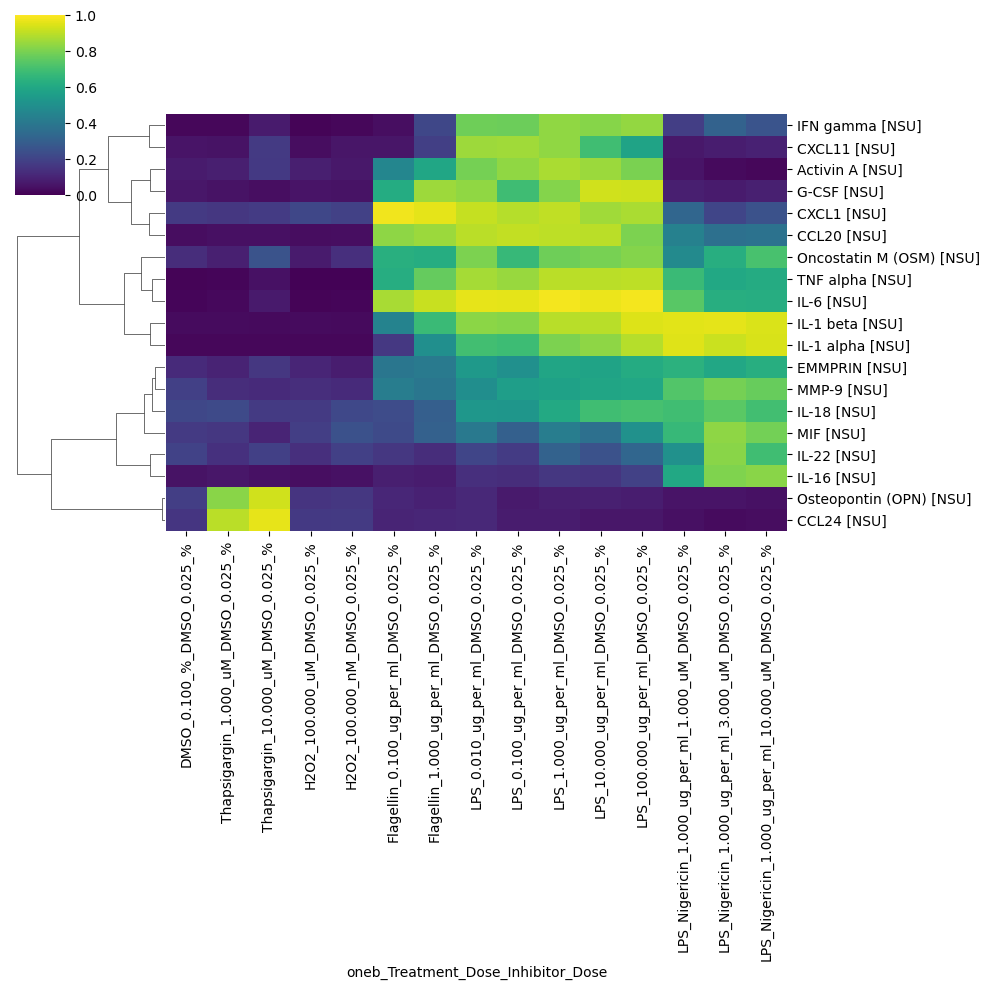 1.0
0.8
0.6
0.4
0.2
0.0
IFN gamma [NSU]
CXCL11 [NSU]
Activin A [NSU]
G-CSF [NSU]
CXCL1 [NSU]
CCL20 [NSU]
Oncostatin M (OSM) [NSU]
TNF alpha [NSU]
IL-6 [NSU]
IL-1 beta [NSU]
IL-1 alpha [NSU]
EMMPRIN [NSU]
MMP-9 [NSU]
IL-18 [NSU]
MIF [NSU]
IL-22 [NSU]
IL-16 [NSU]
Osteopontin (OPN) [NSU]
CCL24 [NSU]
DMSO_0.100_%_DMSO_0.025_%
Thapsigargin_1.000_uM_DMSO_0.025_%
Thapsigargin_10.000_uM_DMSO_0.025_%
H2O2_100.000_uM_DMSO_0.025_%
H2O2_100.000_nM_DMSO_0.025_%
Flagellin_0.100_ug_per_ml_DMSO_0.025_%
Flagellin_1.000_ug_per_ml_DMSO_0.025_%
LPS_0.010_ug_per_ml_DMSO_0.025_%
LPS_0.100_ug_per_ml_DMSO_0.025_%
LPS_1.000_ug_per_ml_DMSO_0.025_%
LPS_10.000_ug_per_ml_DMSO_0.025_%
LPS_100.000_ug_per_ml_DMSO_0.025_%
LPS_Nigericin_1.000_ug_per_ml_1.000_uM_DMSO_0.025_%
LPS_Nigericin_1.000_ug_per_ml_3.000_uM_DMSO_0.025_%
LPS_Nigericin_1.000_ug_per_ml_10.000_uM_DMSO_0.025_%
oneb_Treatment_Dose_Inhibitor_Dose